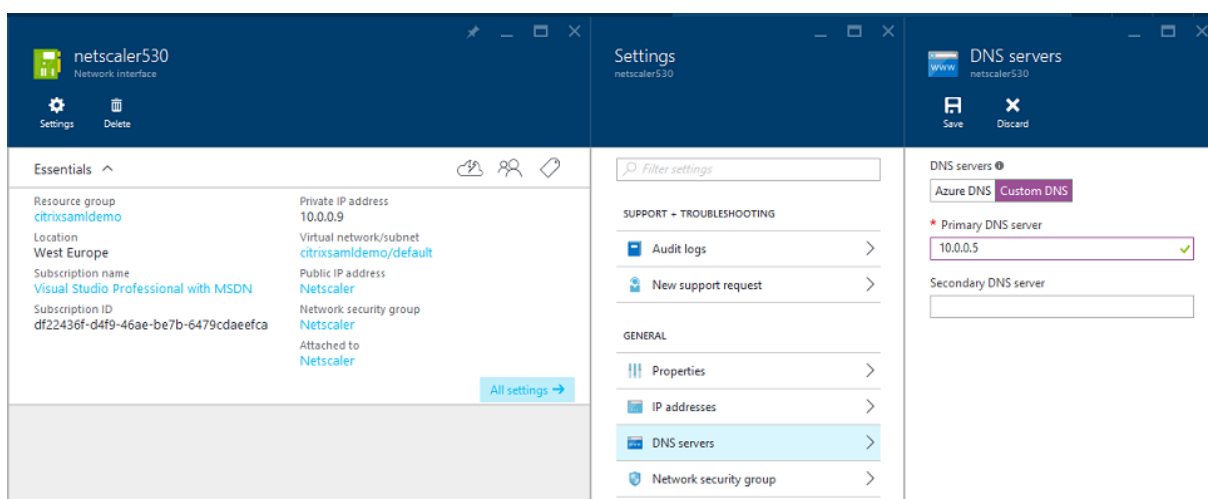 netscaler530
Network interface
Settings
Delete
Essentials
Resource group
citrixsamldemo
Location
West Europe
Subscription name
Visual Studio Professional with MSDN
Subscription ID
df22436f-d4f9-46ae-be7b-6479cdaeefca
Private IP address
10.0.0.9
Virtual network/subnet
citrixsamldemo/default
Public IP address
Netscaler
Network security group
Netscaler
Attached to
Netscaler
All settings →
Settings
netscaler530
Filter settings
SUPPORT + TROUBLESHOOTING
Audit logs
New support request
GENERAL
Properties
IP addresses
DNS servers
Network security group
www
DNS servers
netscaler530
Save
Discard
DNS servers
Azure DNS Custom DNS
* Primary DNS server
10.0.0.5
Secondary DNS server